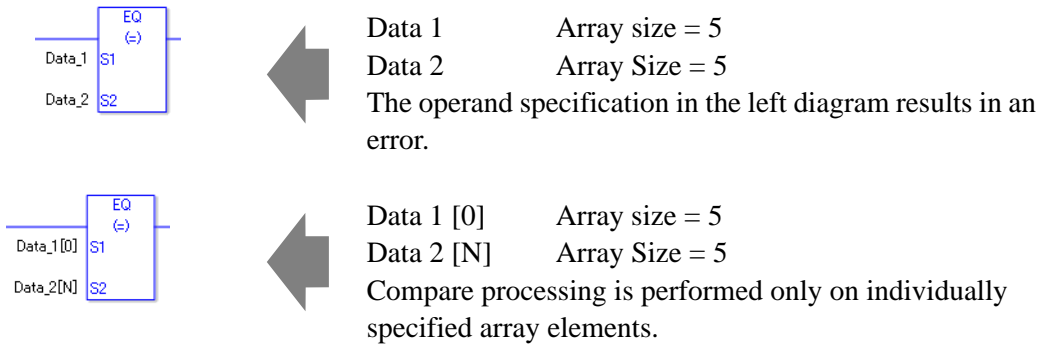 EQ
(=)
Data_1 S1
Data_2 S2
Data 1 Array size = 5
Data 2 Array Size = 5
The operand specification in the left diagram results in an
error.
EQ
(=)
Data_1[0] S1
Data_2[N] S2
Data 1 [0] Array size = 5
Data 2 [N] Array Size = 5
Compare processing is performed only on individually
specified array elements.